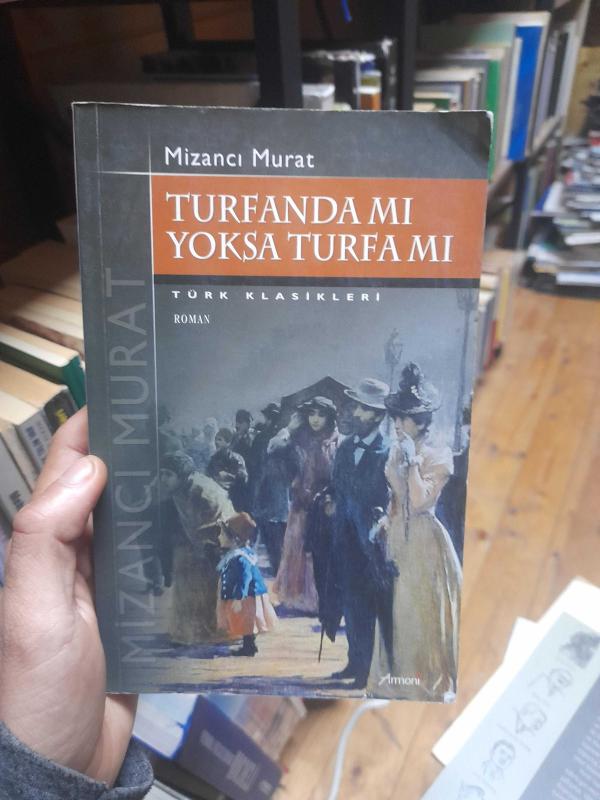 Mizancı Murat
TURFANDA MI
YOKSA TURFA MI
TÜRK KLASİKLERİ
ROMAN
MİZANCI MURAT
Armoni